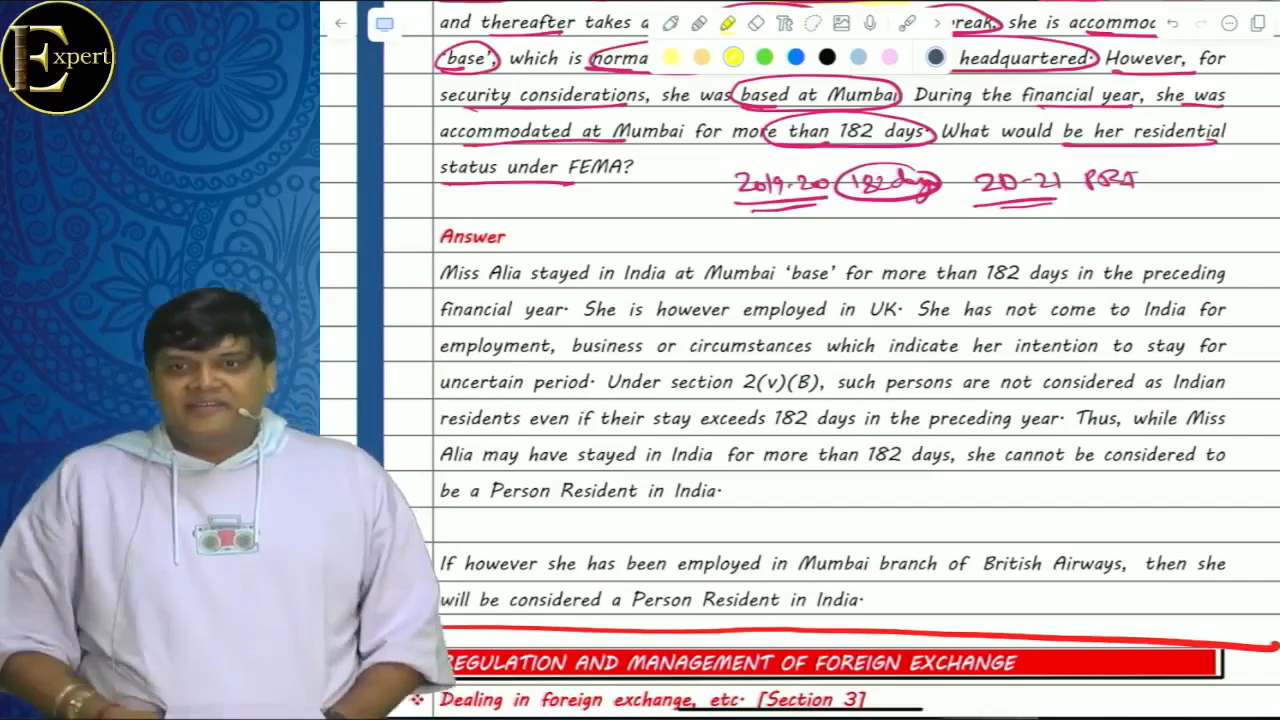 Expert
and thereafter takes a break, she is accommod
'base', which is norma headquartered. However, for
security considerations, she was based at Mumbai. During the financial year, she was
accommodated at Mumbai for more than 182 days. What would be her residential
status under FEMA?
2019-20 182 days 20-21
Answer
Miss Alia stayed in India at Mumbai 'base' for more than 182 days in the preceding
financial year. She is however employed in UK. She has not come to India for
employment, business or circumstances which indicate her intention to stay for
uncertain period. Under section 2(v)(B), such persons are not considered as Indian
residents even if their stay exceeds 182 days in the preceding year. Thus, while Miss
Alia may have stayed in India for more than 182 days, she cannot be considered to
be a Person Resident in India.
If however she has been employed in Mumbai branch of British Airways, then she
will be considered a Person Resident in India.
REGULATION AND MANAGEMENT OF FOREIGN EXCHANGE
❖ Dealing in foreign exchange, etc. [Section 3]